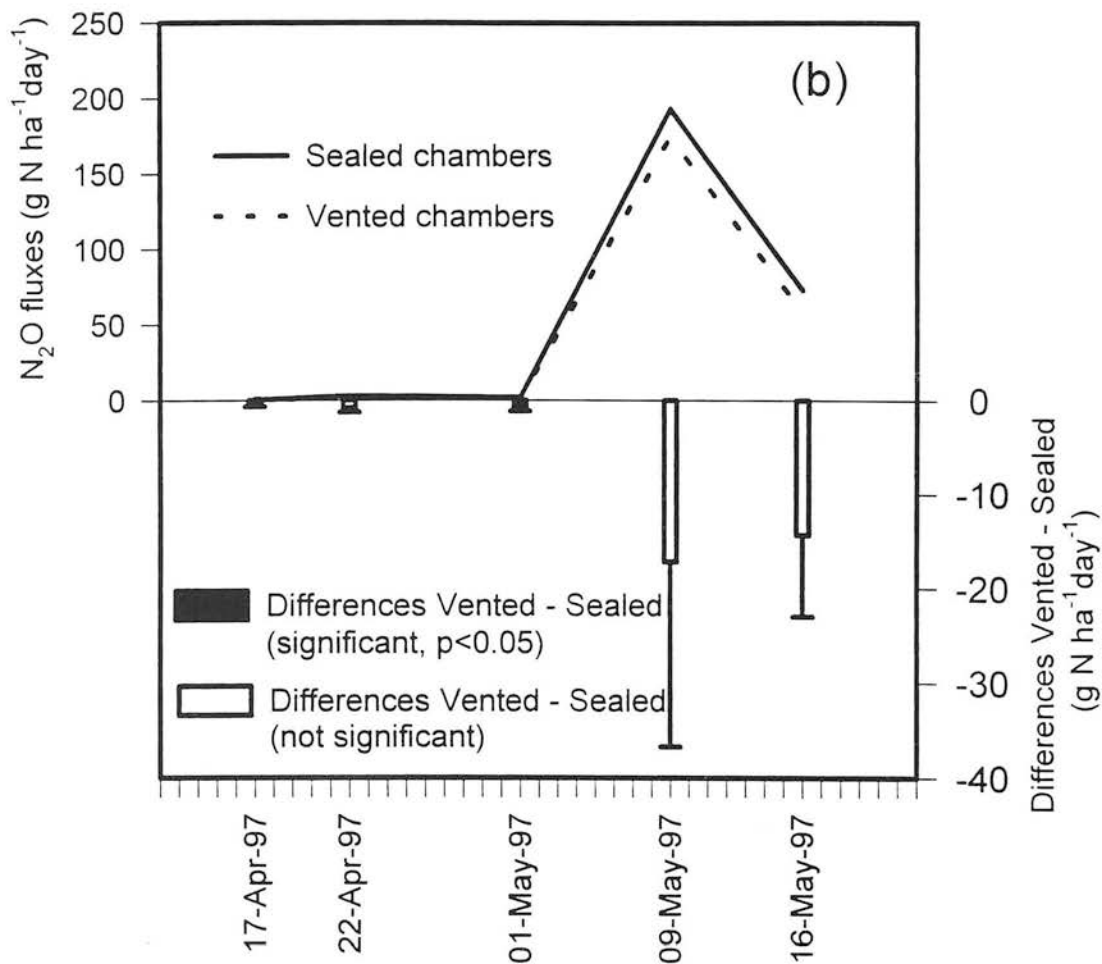 250
200
150
100
50
0
N₂O fluxes (g N ha⁻¹day⁻¹)
(b)
Sealed chambers
Vented chambers
0
-10
-20
-30
-40
Differences Vented - Sealed
(g N ha⁻¹day⁻¹)
Differences Vented - Sealed
(significant, p<0.05)
Differences Vented - Sealed
(not significant)
17-Apr-97
22-Apr-97
01-May-97
09-May-97
16-May-97